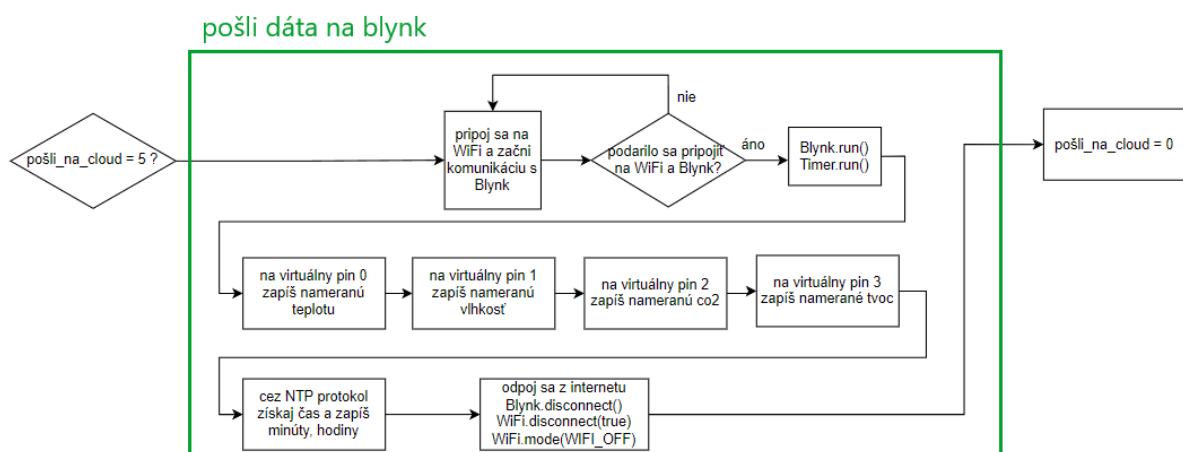 pošli dáta na blynk
pošli_na_cloud = 5 ?
pripoj sa na
WiFi a začni
komunikáciu s
Blynk
nie
podarilo sa pripojiť
na WiFi a Blynk?
áno
Blynk.run()
Timer.run()
pošli_na_cloud = 0
na virtuálny pin 0
zapíš nameranú
teplotu
na virtuálny pin 1
zapíš nameranú
vlhkosť
na virtuálny pin 2
zapíš nameranú co2
na virtuálny pin 3
zapíš namerané tvoc
cez NTP protokol
získaj čas a zapíš
minúty, hodiny
odpoj sa z internetu
Blynk.disconnect()
WiFi.disconnect(true)
WiFi.mode(WIFI_OFF)